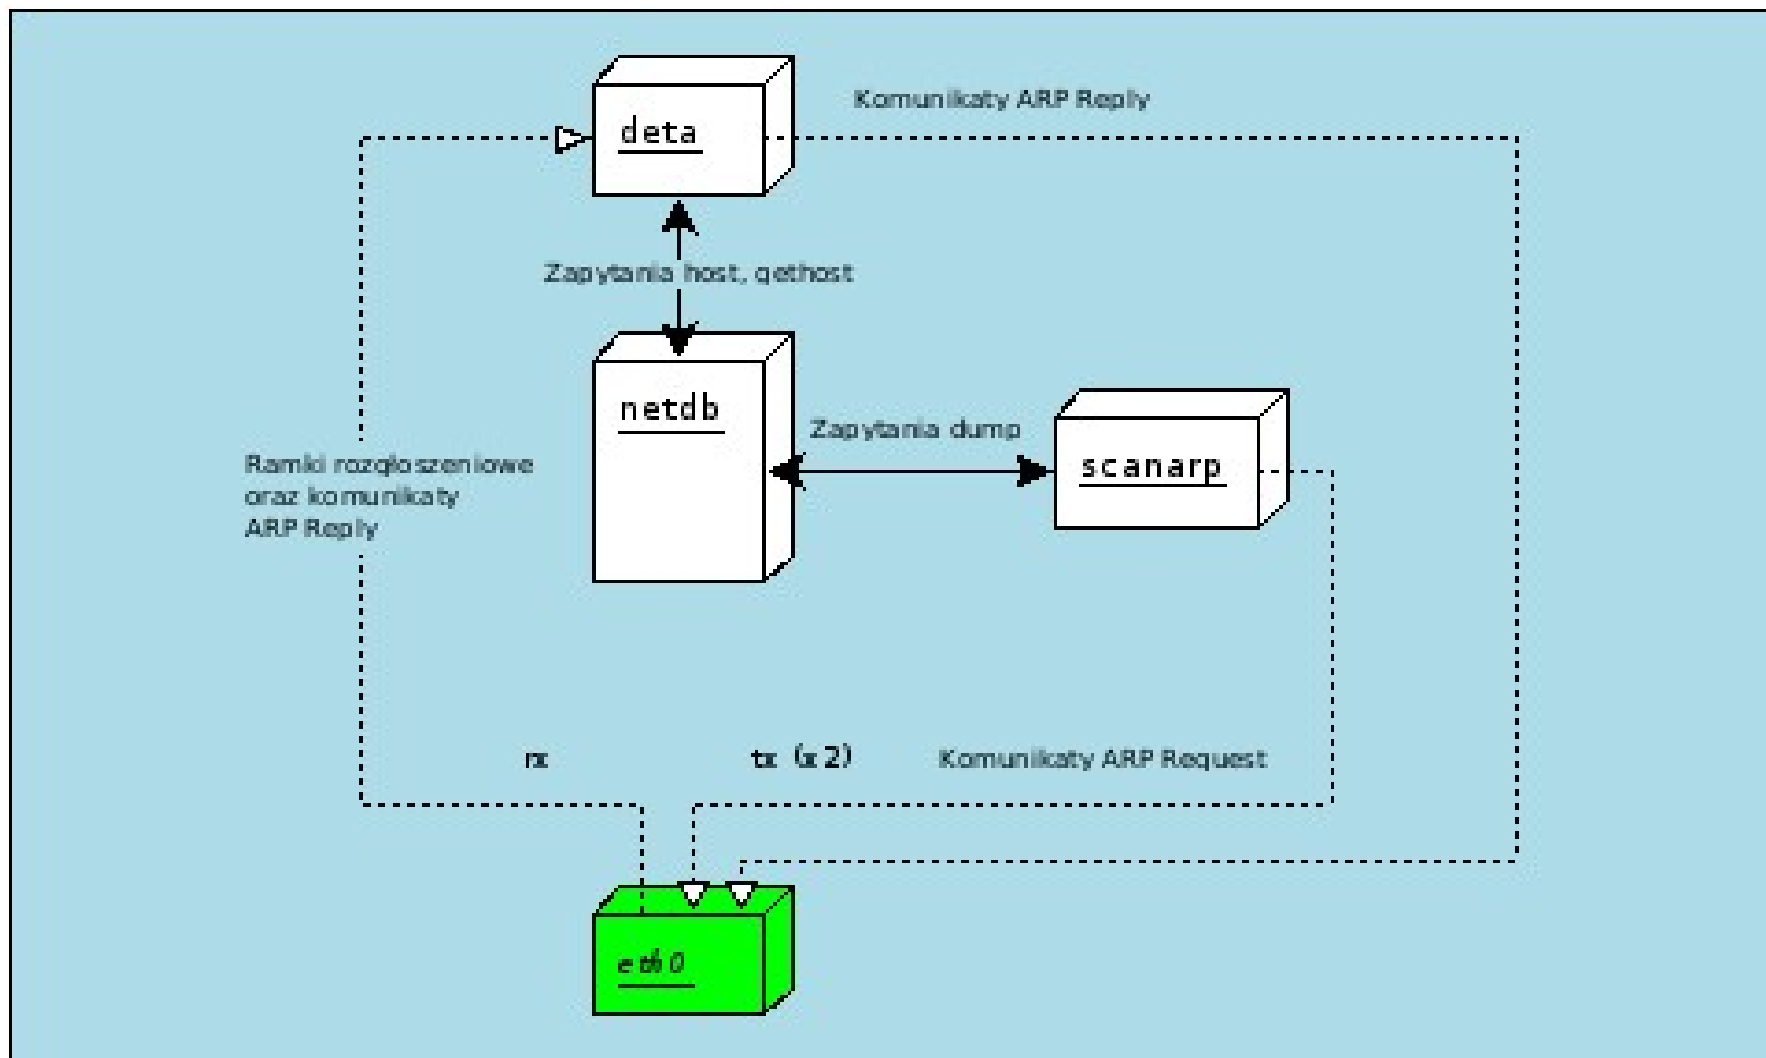 Komunikaty ARP Reply
deta
Zapytania host, gethost
netdb
Zapytania dump
scanarp
Ramki rozgłoszeniowe
oraz komunikaty
ARP Reply
rx
tx (x2)
Komunikaty ARP Request
eth0